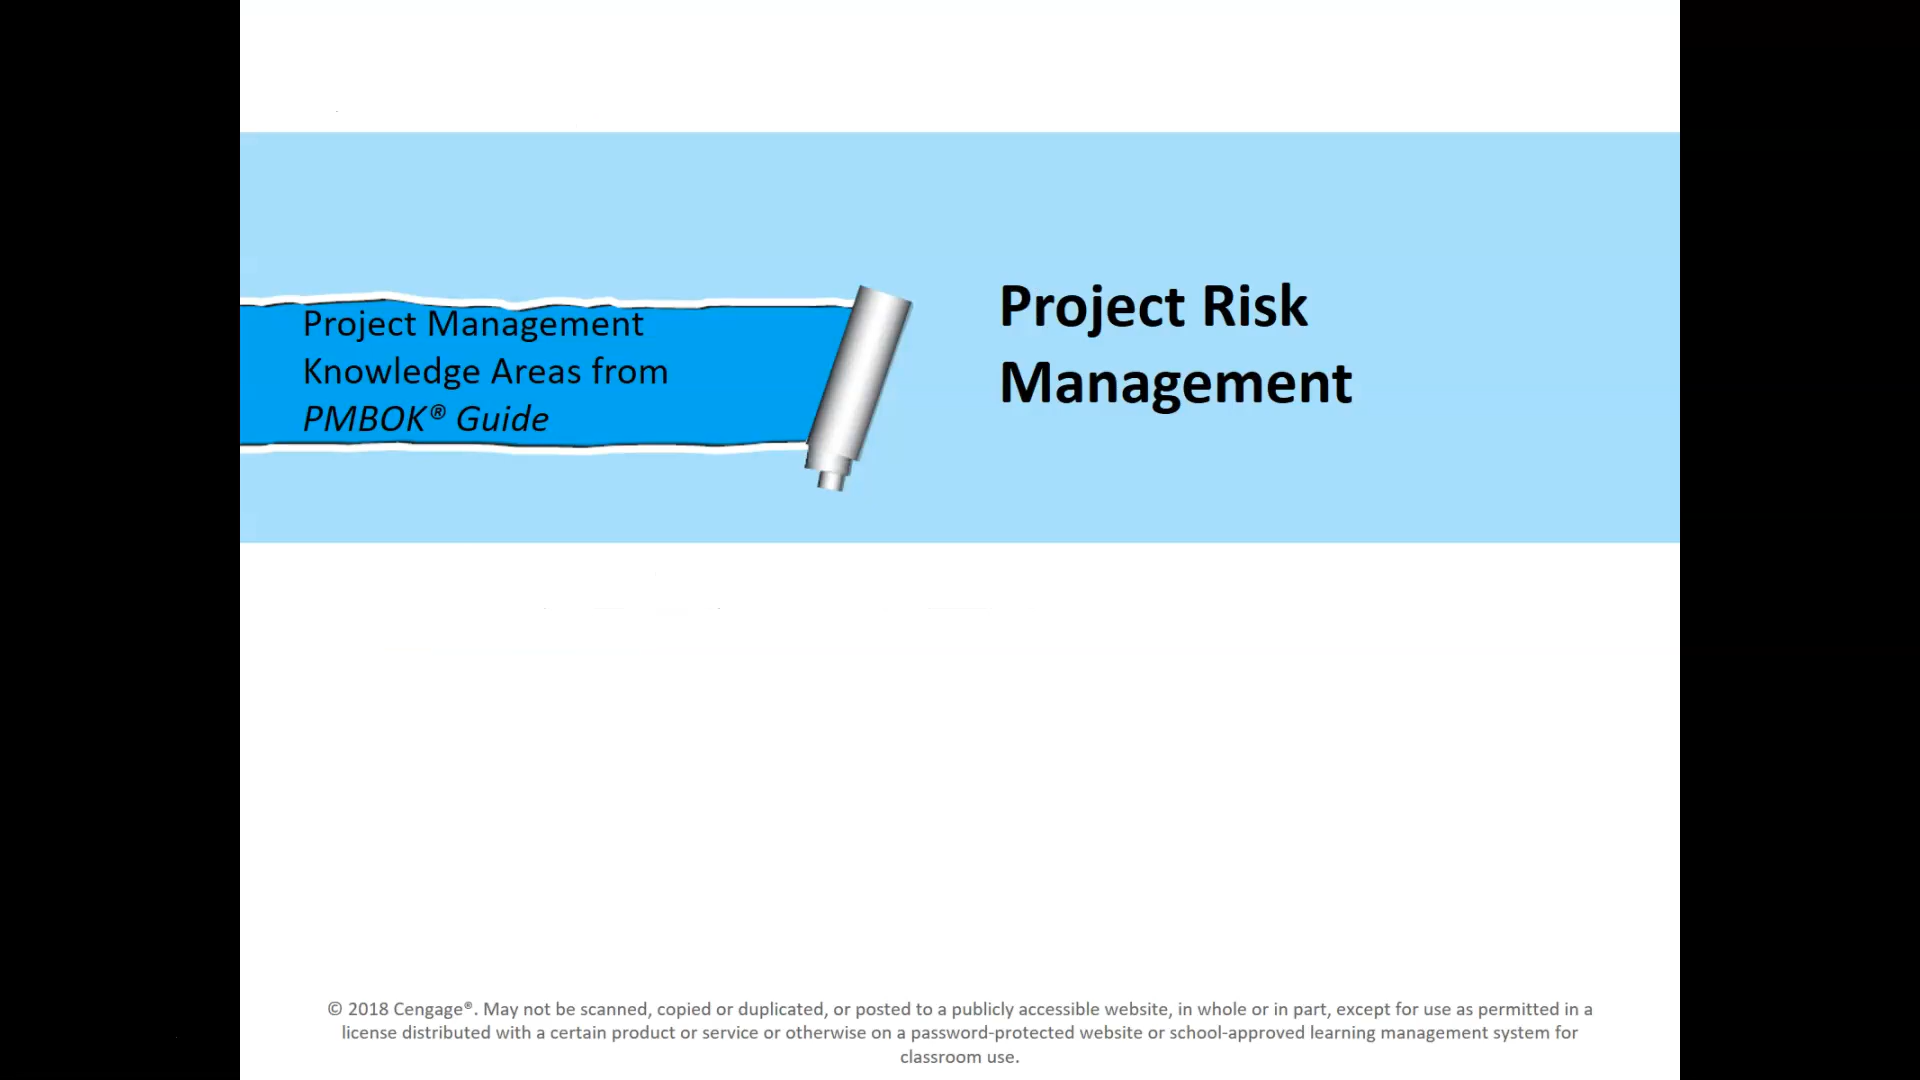 Project Management
Knowledge Areas from
PMBOK® Guide
Project Risk
Management
© 2018 Cengage®. May not be scanned, copied or duplicated, or posted to a publicly accessible website, in whole or in part, except for use as permitted in a
license distributed with a certain product or service or otherwise on a password-protected website or school-approved learning management system for
classroom use.